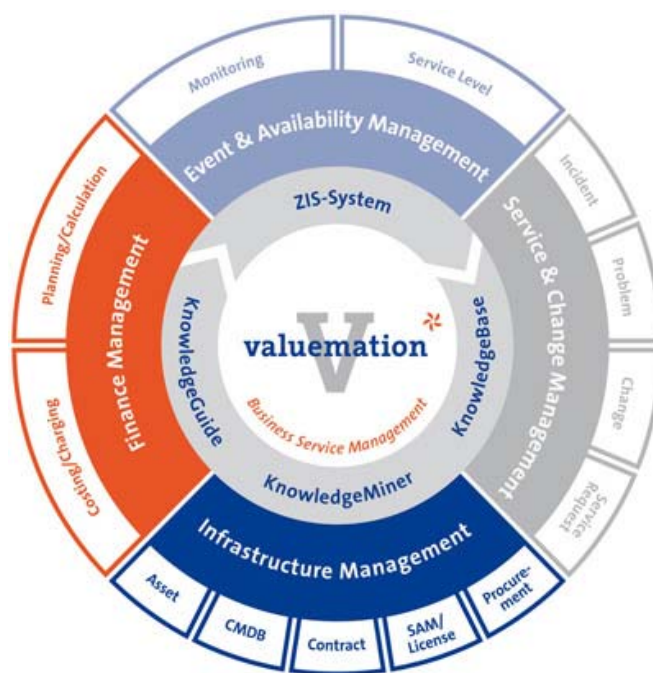 Monitoring
Service Level
Event & Availability Management
Incident
Problem
Change
Service
Request
Service & Change Management
Procure-
ment
SAM/
License
Contract
CMDB
Asset
Infrastructure Management
Costing/Charging
Planning/Calculation
Finance Management
ZIS-System
KnowledgeBase
KnowledgeMiner
KnowledgeGuide
V
valuemation
Business Service Management